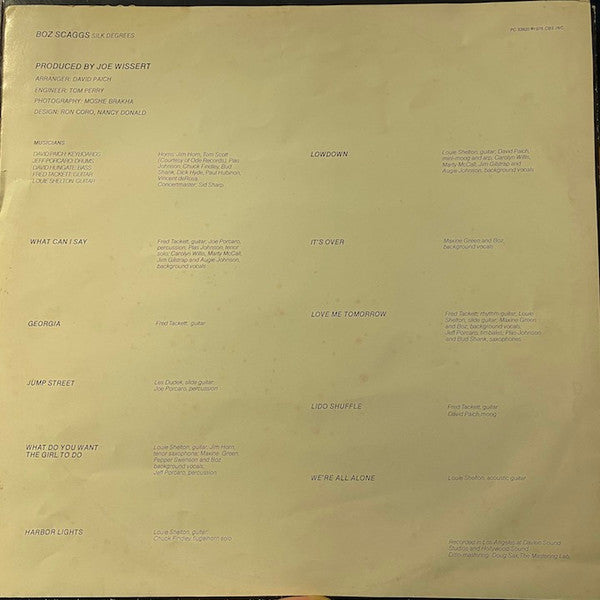 BOZ SCAGGS SILK DEGREES
PC 33920 ℗ 1976 CBS INC.
PRODUCED BY JOE WISSERT
ARRANGER: DAVID PAICH
ENGINEER: TOM PERRY
PHOTOGRAPHY: MOSHE BRAKHA
DESIGN: RON CORO, NANCY DONALD
MUSICIANS
DAVID PAICH: KEYBOARDS
JEFF PORCARO: DRUMS
DAVID HUNGATE: BASS
FRED TACKETT: GUITAR
LOUIE SHELTON: GUITAR
Horns: Jim Horn, Tom Scott
(Courtesy of Ode Records), Plas
Johnson, Chuck Findley, Bud
Shank, Dick Hyde, Paul Hubinon,
Vincent deRosa
Concertmaster: Sid Sharp
WHAT CAN I SAY
Fred Tackett, guitar; Joe Porcaro,
percussion; Plas Johnson, tenor
solo; Carolyn Willis, Marty McCall,
Jim Gilstrap and Augie Johnson,
background vocals
GEORGIA
Fred Tackett, guitar
JUMP STREET
Les Dudek, slide guitar;
Joe Porcaro, percussion
WHAT DO YOU WANT
THE GIRL TO DO
Louie Shelton, guitar; Jim Horn,
tenor saxophone; Maxine Green
Pepper Swenson and Boz
background vocals,
Jeff Porcaro, percussion
HARBOR LIGHTS
Louie Shelton, guitar
Chuck Findley, flugelhorn solo
LOWDOWN
Louie Shelton, guitar; David Paich,
mini-moog and arp, Carolyn Willis,
Marty McCall, Jim Gilstrap and
Augie Johnson, background vocals
IT'S OVER
Maxine Green and Boz,
background vocals
LOVE ME TOMORROW
Fred Tackett, rhythm guitar; Louie
Shelton, slide guitar; Maxine Green
and Boz, background vocals;
Jeff Porcaro, timbales; Plas Johnson
and Bud Shank, saxophones
LIDO SHUFFLE
Fred Tackett, guitar
David Paich, moog
WE'RE ALL ALONE
Louie Shelton, acoustic guitar
Recorded in Los Angeles at Davlen Sound
Studios and Hollywood Sound
Mastering: Doug Sax, The Mastering Lab